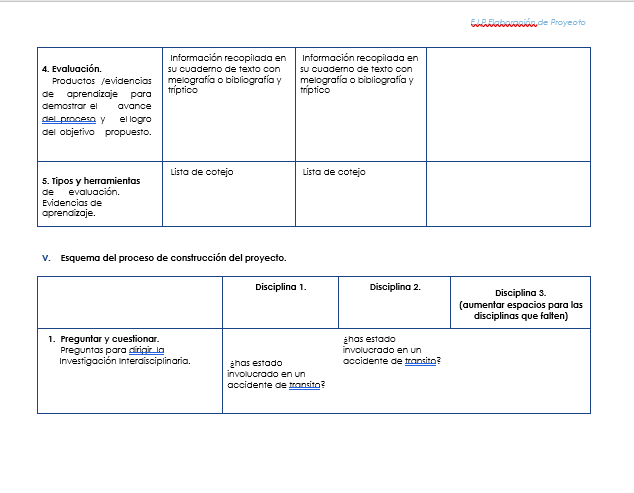 E.I.P. Elaboración de Proyecto
4. Evaluación.
Productos /evidencias
de aprendizaje para
demostrar el avance
del proceso y el logro
del objetivo propuesto.
Información recopilada en
su cuaderno de texto con
melografía o bibliografía y
tríptico
Información recopilada en
su cuaderno de texto con
melografía o bibliografía y
tríptico
5. Tipos y herramientas
de evaluación.
Evidencias de
aprendizaje.
Lista de cotejo
Lista de cotejo
V. Esquema del proceso de construcción del proyecto.
Disciplina 1.
Disciplina 2.
Disciplina 3.
(aumentar espacios para las
disciplinas que falten)
1. Preguntar y cuestionar.
Preguntas para dirigir la
Investigación Interdisciplinaria.
¿has estado
involucrado en un
accidente de transito?
¿has estado
involucrado en un
accidente de transito?